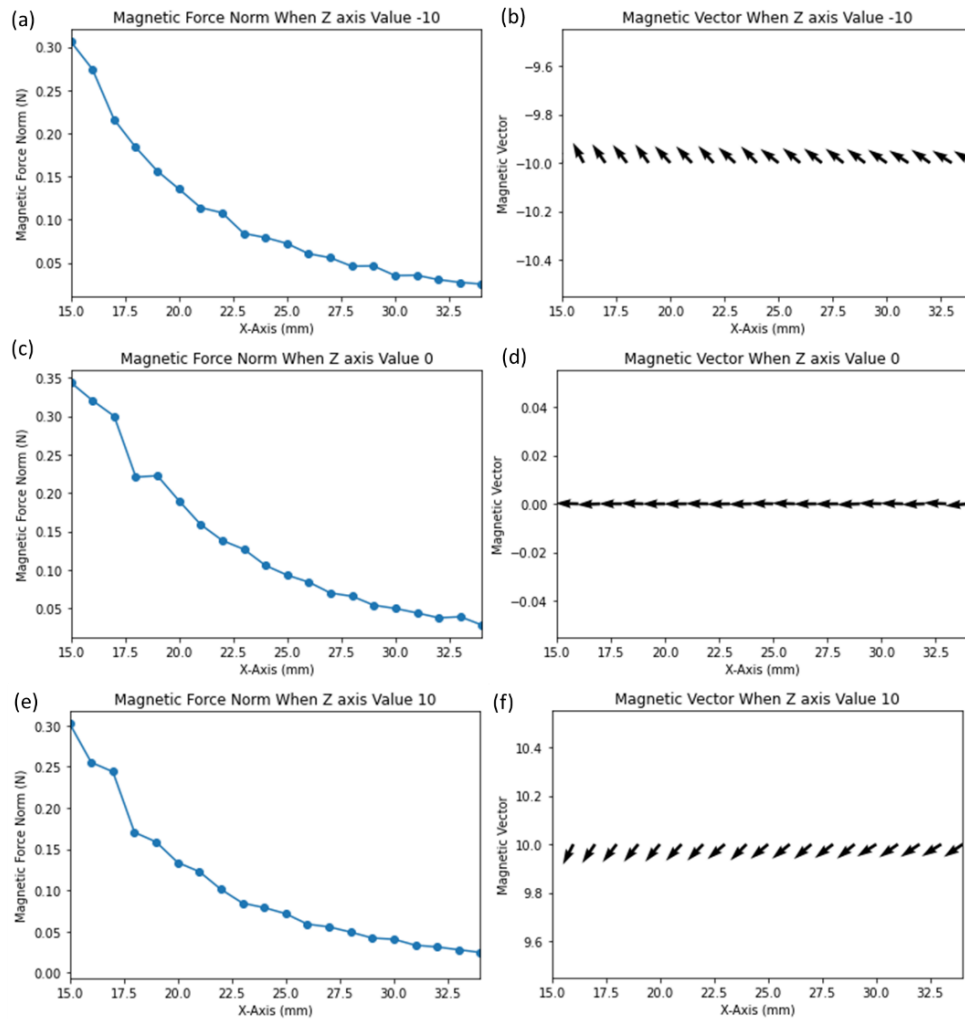 (a)
Magnetic Force Norm When Z axis Value -10
0.30
0.25
0.20
0.15
0.10
0.05
Magnetic Force Norm (N)
15.0 17.5 20.0 22.5 25.0 27.5 30.0 32.5
X-Axis (mm)
(b)
Magnetic Vector When Z axis Value -10
−9.6
−9.8
−10.0
−10.2
−10.4
Magnetic Vector
15.0 17.5 20.0 22.5 25.0 27.5 30.0 32.5
X-Axis (mm)
(c)
Magnetic Force Norm When Z axis Value 0
0.35
0.30
0.25
0.20
0.15
0.10
0.05
Magnetic Force Norm (N)
15.0 17.5 20.0 22.5 25.0 27.5 30.0 32.5
X-Axis (mm)
(d)
Magnetic Vector When Z axis Value 0
0.04
0.02
0.00
−0.02
−0.04
Magnetic Vector
15.0 17.5 20.0 22.5 25.0 27.5 30.0 32.5
X-Axis (mm)
(e)
Magnetic Force Norm When Z axis Value 10
0.30
0.25
0.20
0.15
0.10
0.05
0.00
Magnetic Force Norm (N)
15.0 17.5 20.0 22.5 25.0 27.5 30.0 32.5
X-Axis (mm)
(f)
Magnetic Vector When Z axis Value 10
10.4
10.2
10.0
9.8
9.6
Magnetic Vector
15.0 17.5 20.0 22.5 25.0 27.5 30.0 32.5
X-Axis (mm)